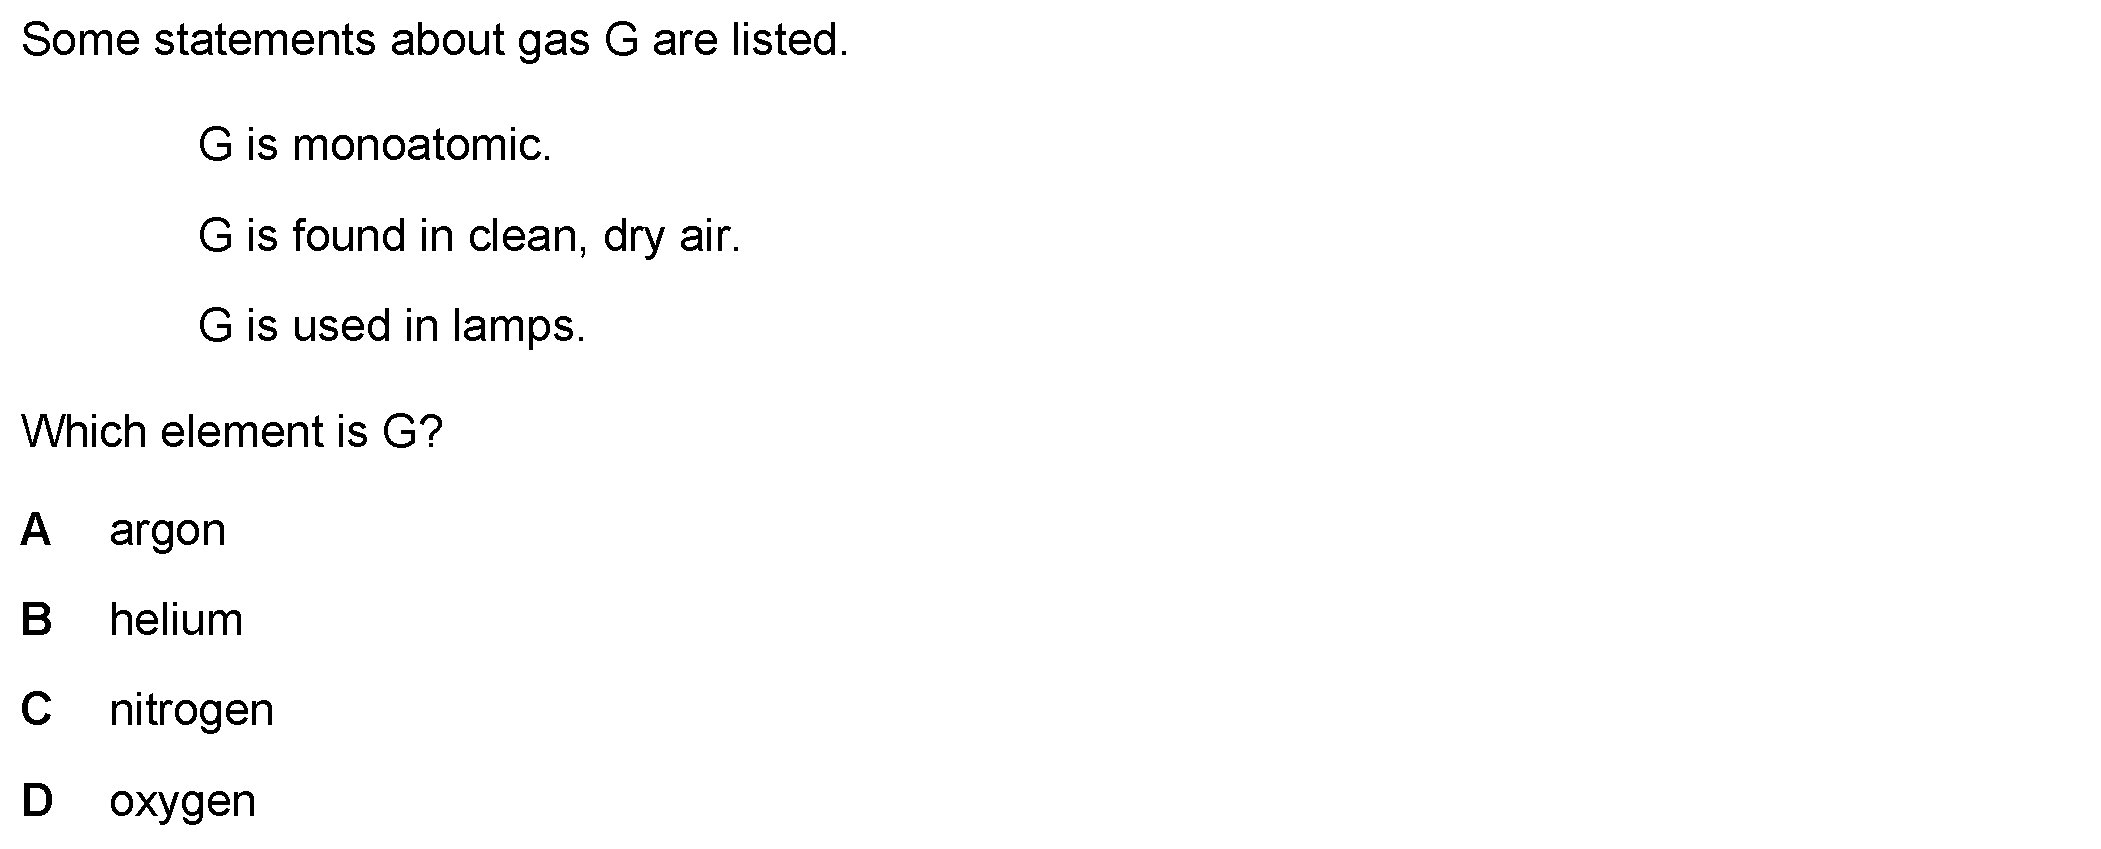 Some statements about gas G are listed.
G is monoatomic.
G is found in clean, dry air.
G is used in lamps.
Which element is G?
A argon
B helium
C nitrogen
D oxygen